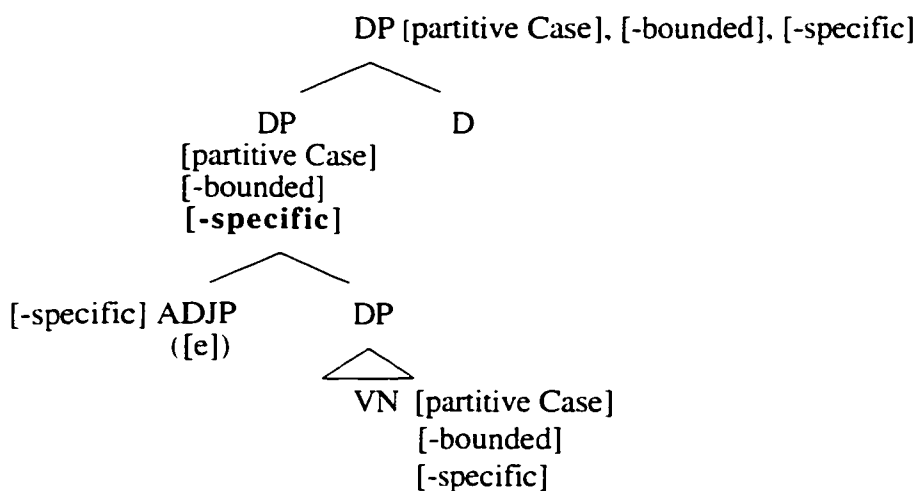 DP [partitive Case], [-bounded], [-specific]
DP D
[partitive Case]
[-bounded]
[-specific]
[-specific] ADJP DP
([e])
VN [partitive Case]
[-bounded]
[-specific]